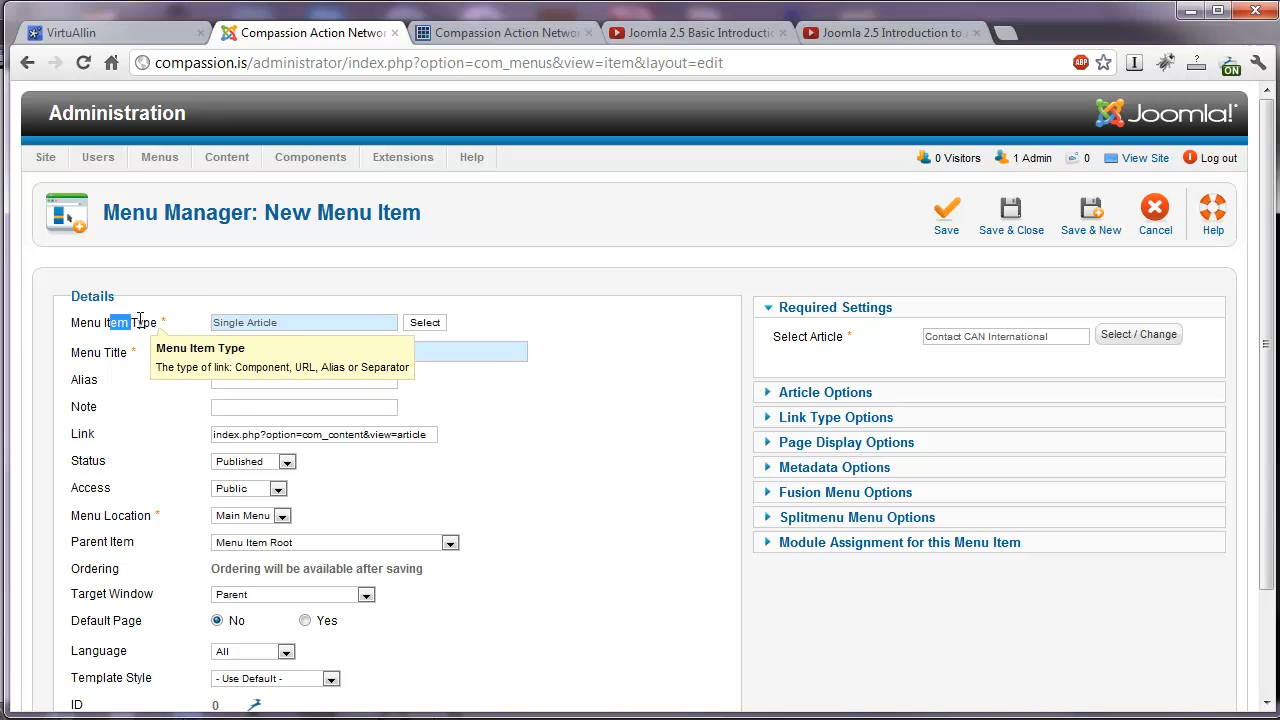 VirtuAllin
Compassion Action Netwo
Compassion Action Networ
Joomla 2.5 Basic Introducti
Joomla 2.5 Introduction to
compassion.is/administrator/index.php?option=com_menus&view=item&layout=edit
ABP
ON
Administration
Joomla!
Site
Users
Menus
Content
Components
Extensions
Help
0 Visitors
1 Admin
0
View Site
Log out
Menu Manager: New Menu Item
Save
Save & Close
Save & New
Cancel
Help
Details
Menu Item Type *
Single Article
Select
Menu Item Type
The type of link: Component, URL, Alias or Separator
Menu Title *
Alias
Note
Link
index.php?option=com_content&view=article
Status
Published
Access
Public
Menu Location *
Main Menu
Parent Item
Menu Item Root
Ordering
Ordering will be available after saving
Target Window
Parent
Default Page
No
Yes
Language
All
Template Style
- Use Default -
ID
0
Required Settings
Select Article *
Contact CAN International
Select / Change
Article Options
Link Type Options
Page Display Options
Metadata Options
Fusion Menu Options
Splitmenu Menu Options
Module Assignment for this Menu Item